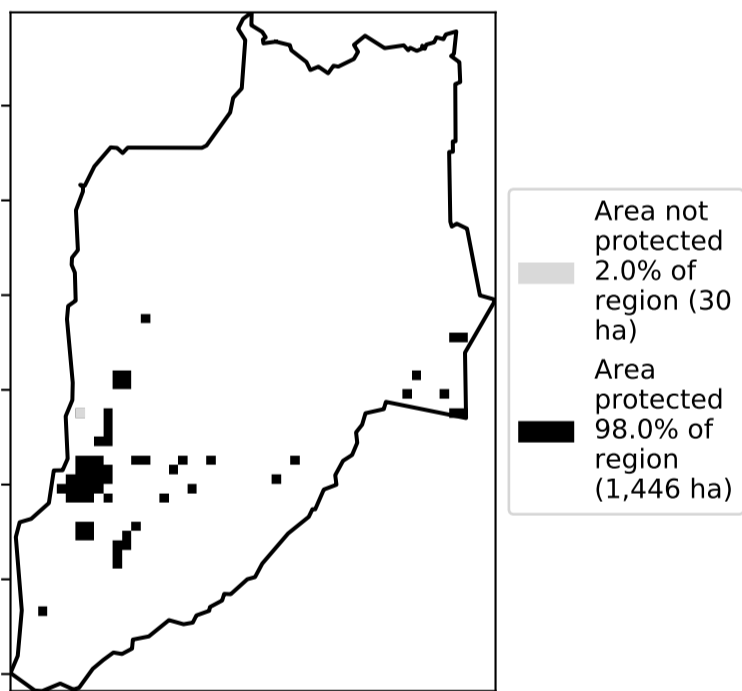 Area not
protected
2.0% of
region (30
ha)
Area
protected
98.0% of
region
(1,446 ha)